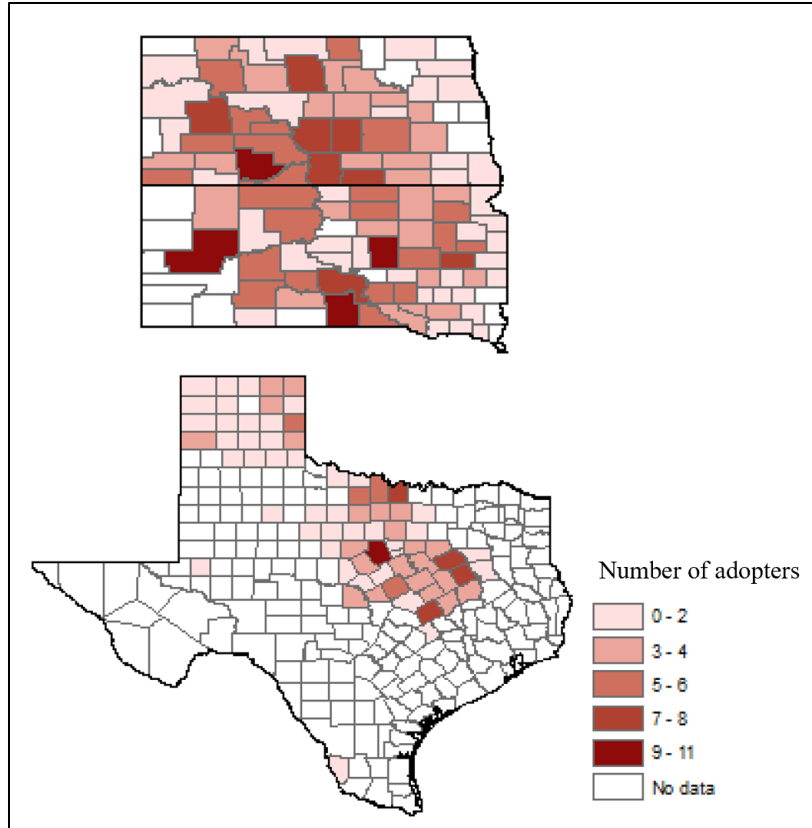 Number of adopters
0 - 2
3 - 4
5 - 6
7 - 8
9 - 11
No data